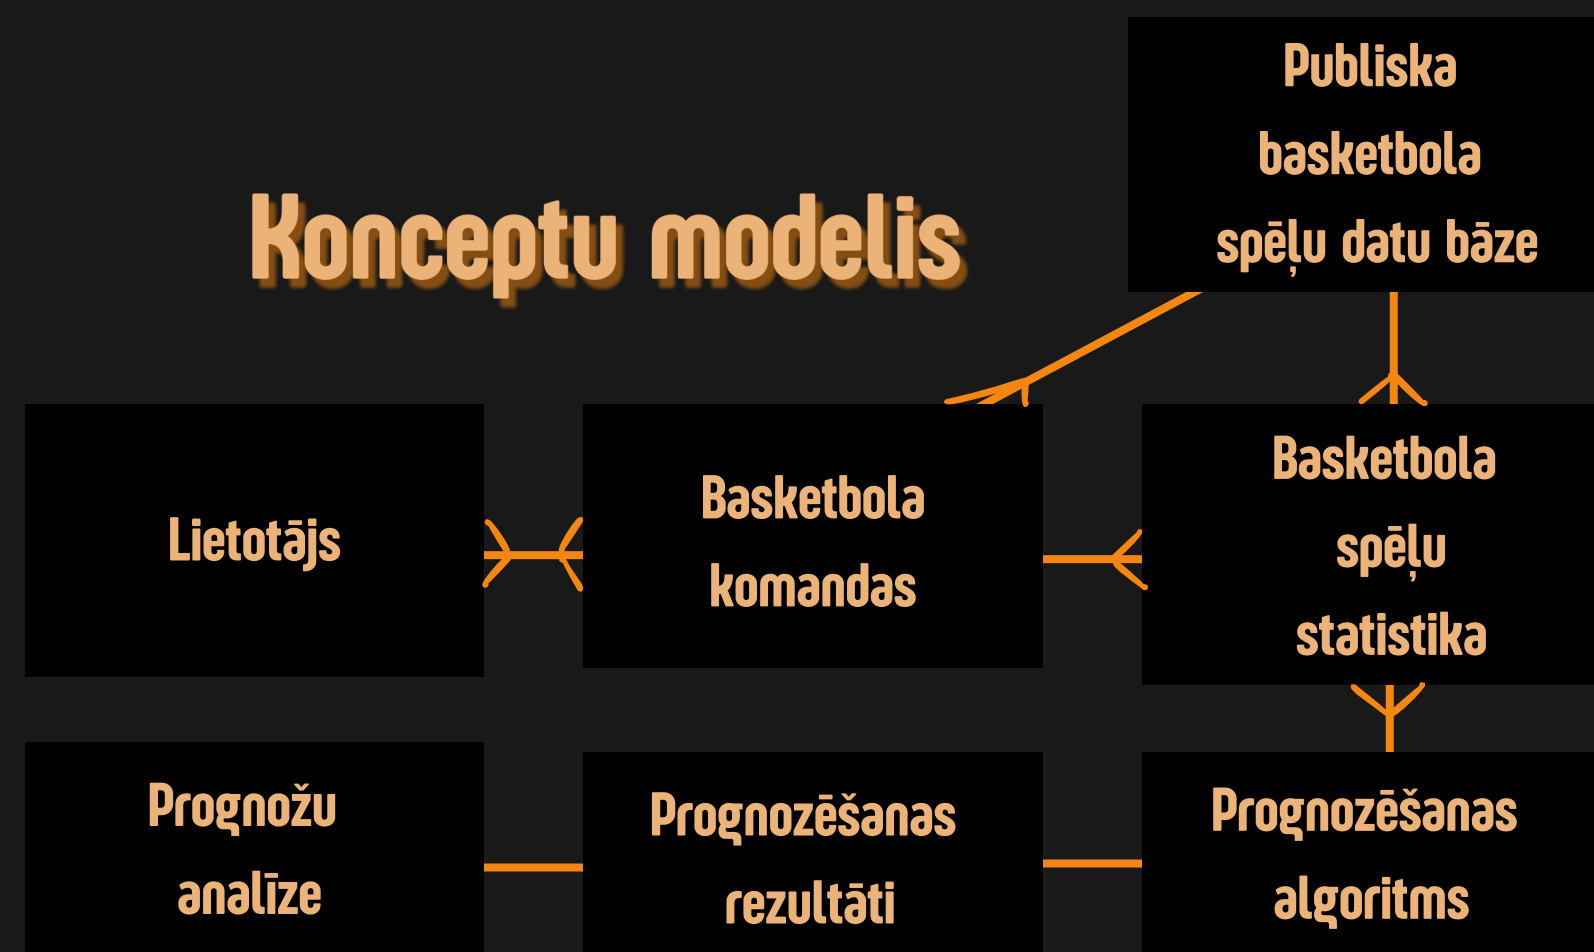 Konceptu modelis
Publiska
basketbola
spēļu datu bāze
Lietotājs
Basketbola
komandas
Basketbola
spēļu
statistika
Prognožu
analīze
Prognozēšanas
rezultāti
Prognozēšanas
algoritms